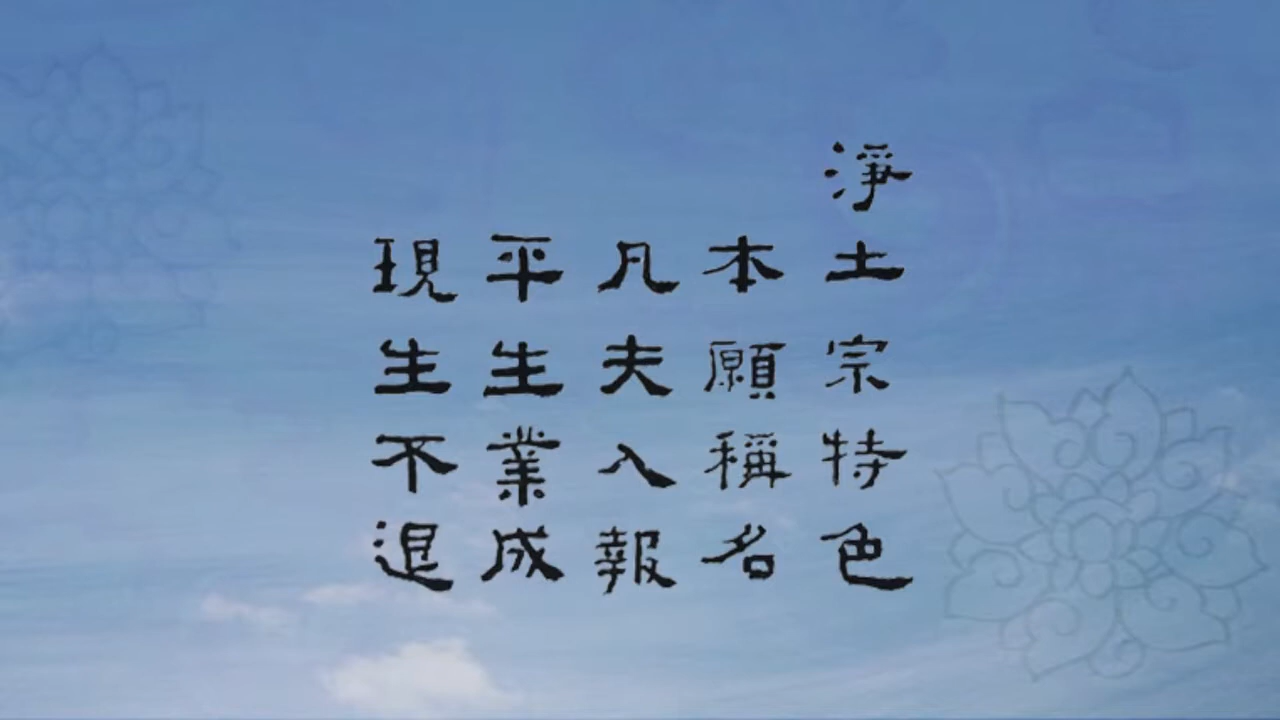 淨土宗特色
本願稱名
凡夫入報
平生業成
現生不退